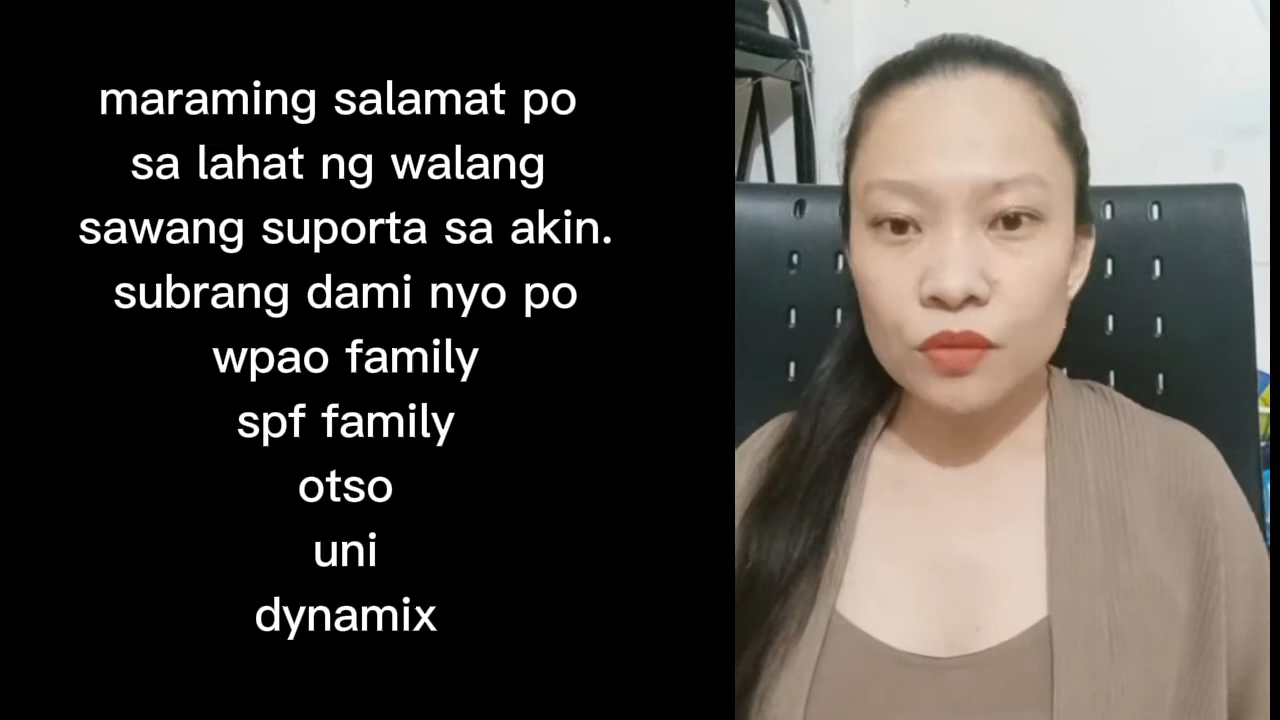 maraming salamat po
sa lahat ng walang
sawang suporta sa akin.
subrang dami nyo po
wpao family
spf family
otso
uni
dynamix